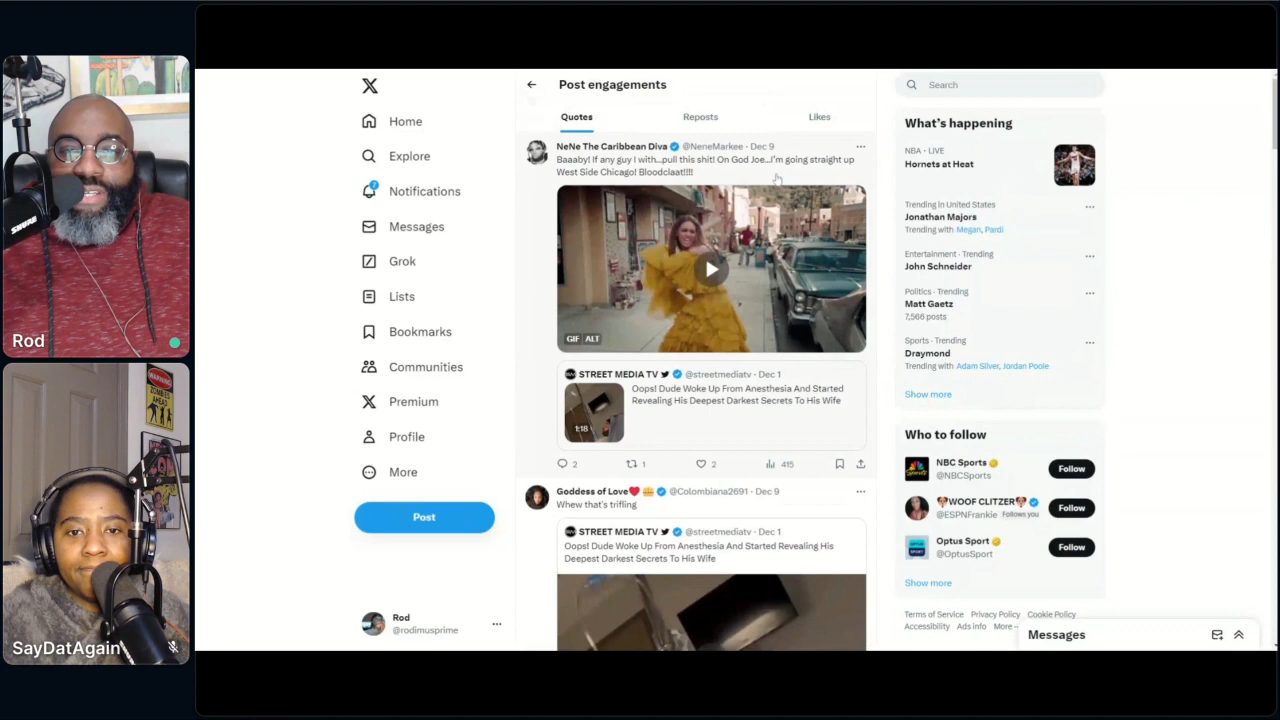 SHURE
Rod
WARNING
SayDatAgain
X
Home
Explore
Notifications
Messages
Grok
Lists
Bookmarks
Communities
Premium
Profile
More
Post
Rod
@rodimusprime
Post engagements
Quotes
Reposts
Likes
NeNe The Caribbean Diva @NeneMarkee · Dec 9
Baaaby! If any guy I with...pull this shit! On God Joe...I'm going straight up
West Side Chicago! Bloodclaat!!!!
GIF ALT
STREET MEDIA TV @streetmediatv · Dec 1
Oops! Dude Woke Up From Anesthesia And Started
Revealing His Deepest Darkest Secrets To His Wife
1:18
2 1 2 415
Goddess of Love @Colombiana2691 · Dec 9
Whew that's trifling
STREET MEDIA TV @streetmediatv · Dec 1
Oops! Dude Woke Up From Anesthesia And Started Revealing His
Deepest Darkest Secrets To His Wife
Search
What's happening
NBA · LIVE
Hornets at Heat
Trending in United States
Jonathan Majors
Trending with Megan, Pardi
Entertainment · Trending
John Schneider
Politics · Trending
Matt Gaetz
7,566 posts
Sports · Trending
Draymond
Trending with Adam Silver, Jordan Poole
Show more
Who to follow
NBC Sports
@NBCSports
Follow
WOOF CLITZER
@ESPNFrankie Follows you
Follow
Optus Sport
@OptusSport
Follow
Show more
Terms of Service Privacy Policy Cookie Policy
Accessibility Ads info More ...
Messages